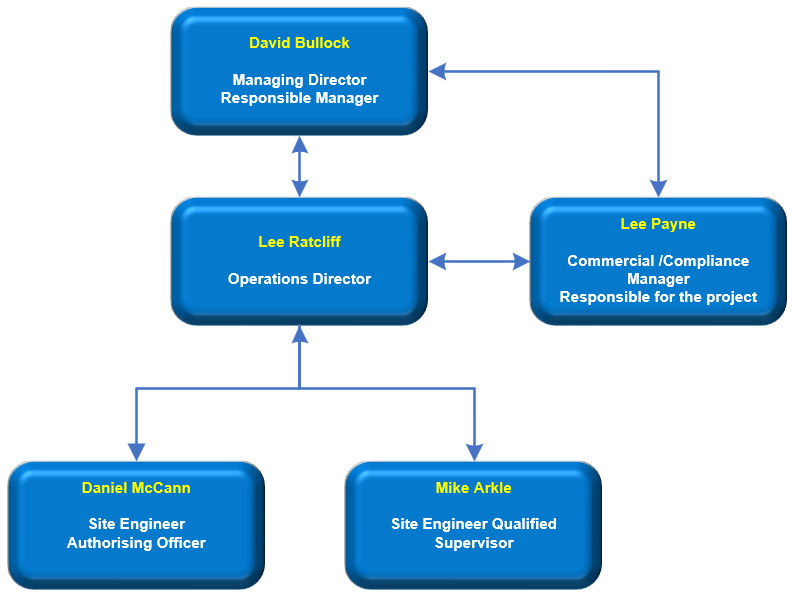 David Bullock
Managing Director
Responsible Manager
Lee Ratcliff
Operations Director
Lee Payne
Commercial /Compliance
Manager
Responsible for the project
Daniel McCann
Site Engineer
Authorising Officer
Mike Arkle
Site Engineer Qualified
Supervisor